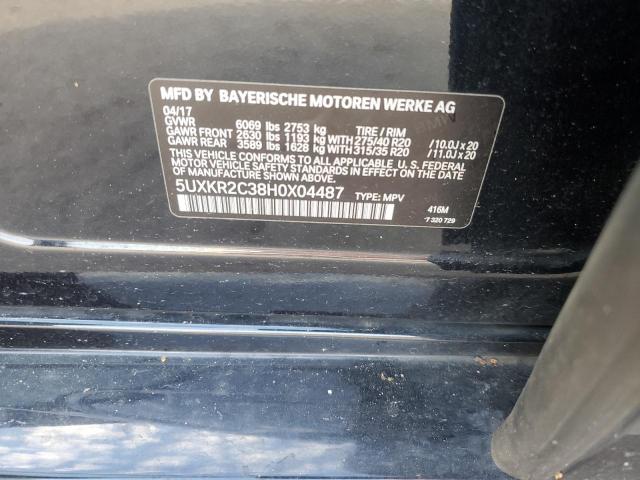 MFD BY BAYERISCHE MOTOREN WERKE AG
04/17
GVWR 6069 lbs 2753 kg TIRE / RIM
GAWR FRONT 2630 lbs 1193 kg WITH 275/40 R20 /10.0J x 20
GAWR REAR 3589 lbs 1628 kg WITH 315/35 R20 /11.0J x 20
THIS VEHICLE CONFORMS TO ALL APPLICABLE U. S. FEDERAL
MOTOR VEHICLE SAFETY STANDARDS IN EFFECT ON THE DATE OF
MANUFACTURE SHOWN ABOVE.
5UXKR2C38H0X04487 TYPE: MPV
416M
-7 320 729